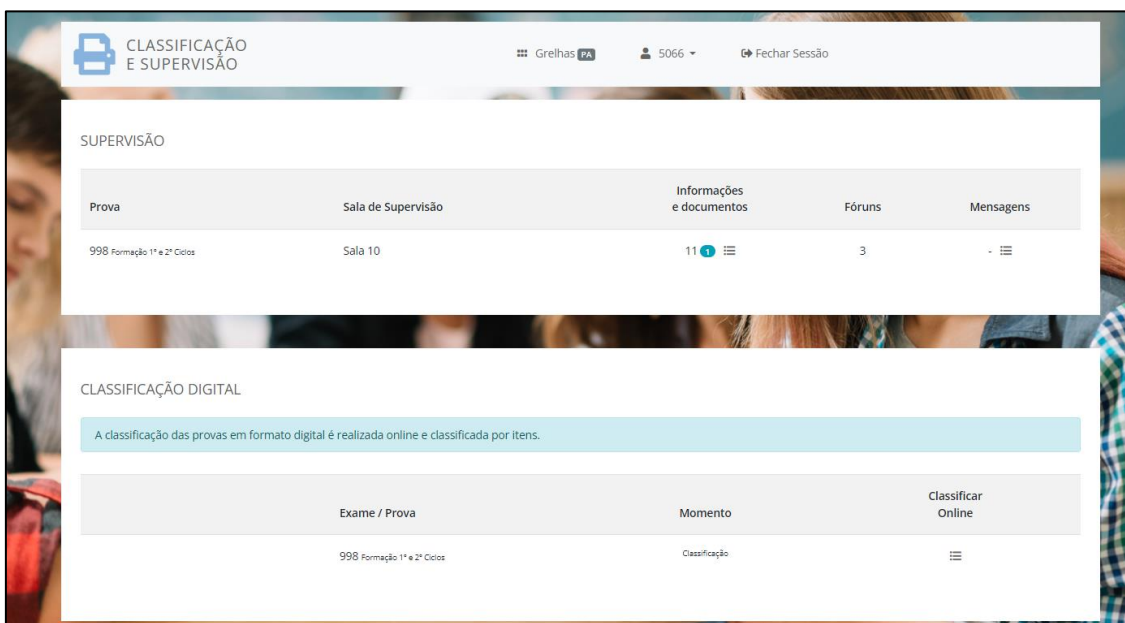 CLASSIFICAÇÃO
E SUPERVISÃO
Grelhas PA
5066
Fechar Sessão
SUPERVISÃO
Prova
Sala de Supervisão
Informações
e documentos
Fóruns
Mensagens
998 Formação 1º e 2º Ciclos
Sala 10
11 1
3
-
CLASSIFICAÇÃO DIGITAL
A classificação das provas em formato digital é realizada online e classificada por itens.
Exame / Prova
Momento
Classificar
Online
998 Formação 1º e 2º Ciclos
Classificação